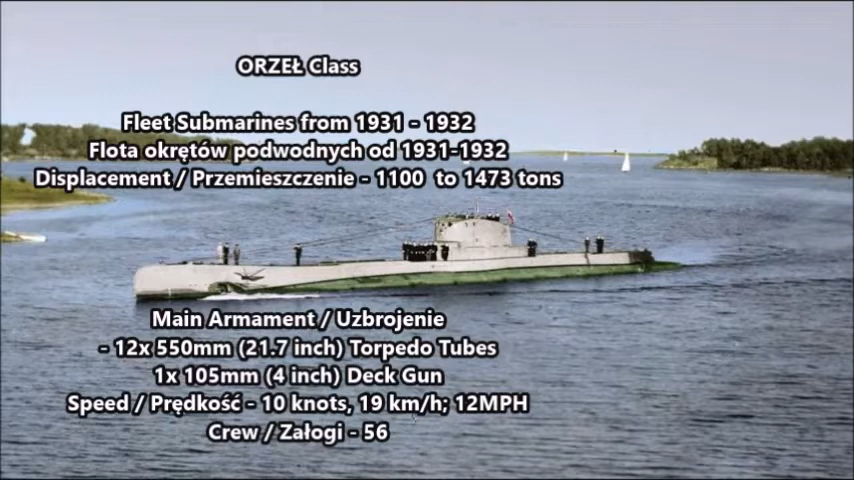 ORZEŁ Class
Fleet Submarines from 1931 - 1932
Flota okrętów podwodnych od 1931-1932
Displacement / Przemieszczenie - 1100 to 1473 tons
Main Armament / Uzbrojenie
- 12x 550mm (21.7 inch) Torpedo Tubes
1x 105mm (4 inch) Deck Gun
Speed / Prędkość - 10 knots, 19 km/h; 12MPH
Crew / Załogi - 56